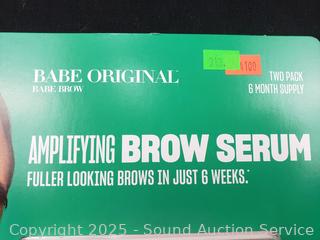 BABE ORIGINAL
BABE BROW
TWO PACK
6 MONTH SUPPLY
AMPLIFYING BROW SERUM
FULLER LOOKING BROWS IN JUST 6 WEEKS.*
Copyright 2025 - Sound Auction Service